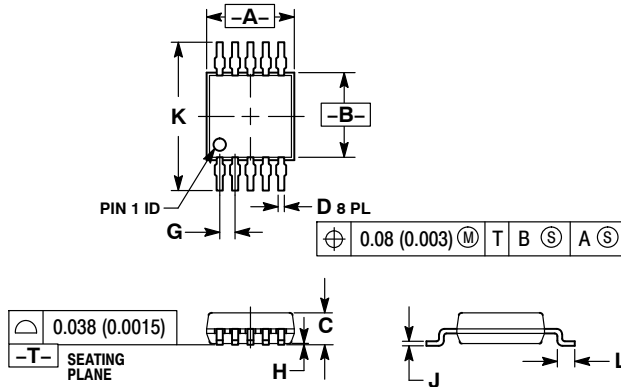 –A–
K
–B–
PIN 1 ID
G
D 8 PL
⌖ 0.08 (0.003) Ⓜ T B Ⓢ A Ⓢ
⌓ 0.038 (0.0015)
–T– SEATING
PLANE
C
H
J
L